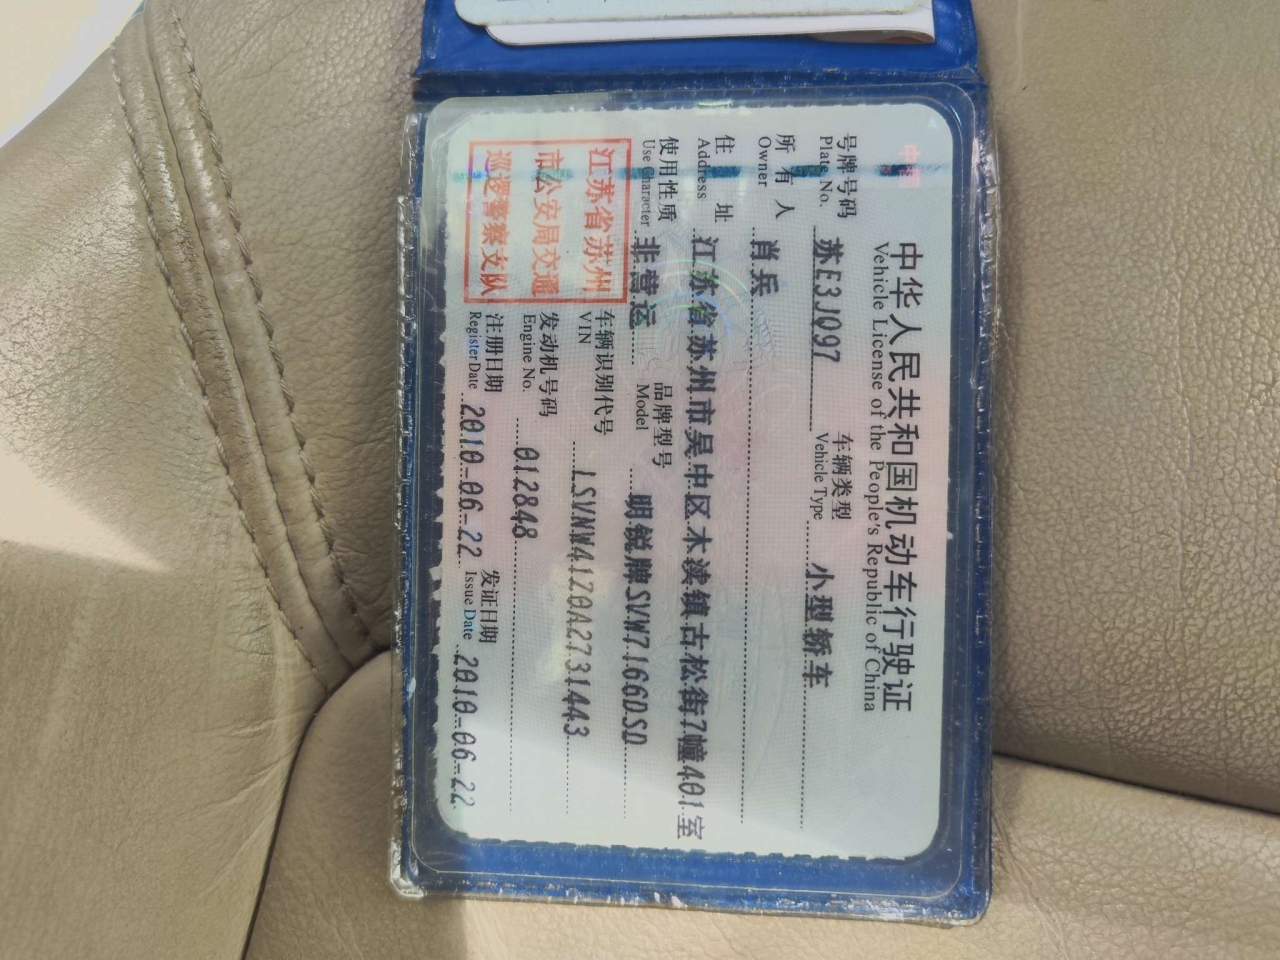 中华人民共和国机动车行驶证
Vehicle License of the People's Republic of China
号牌号码 苏E3JQ97 车辆类型 小型轿车
Plate No. Vehicle Type
所有人 肖兵
Owner
住址 江苏省苏州市吴中区木渎镇古松街7幢401室
Address
使用性质 非营运 品牌型号 明锐牌SVW7166DSD
Use Character Model
江苏省苏州
市公安局交通
巡逻警察支队
车辆识别代号 LSVNW41Z0A2731443
VIN
发动机号码 012848
Engine No.
注册日期 2010-06-22 发证日期 2010-06-22
Register Date Issue Date